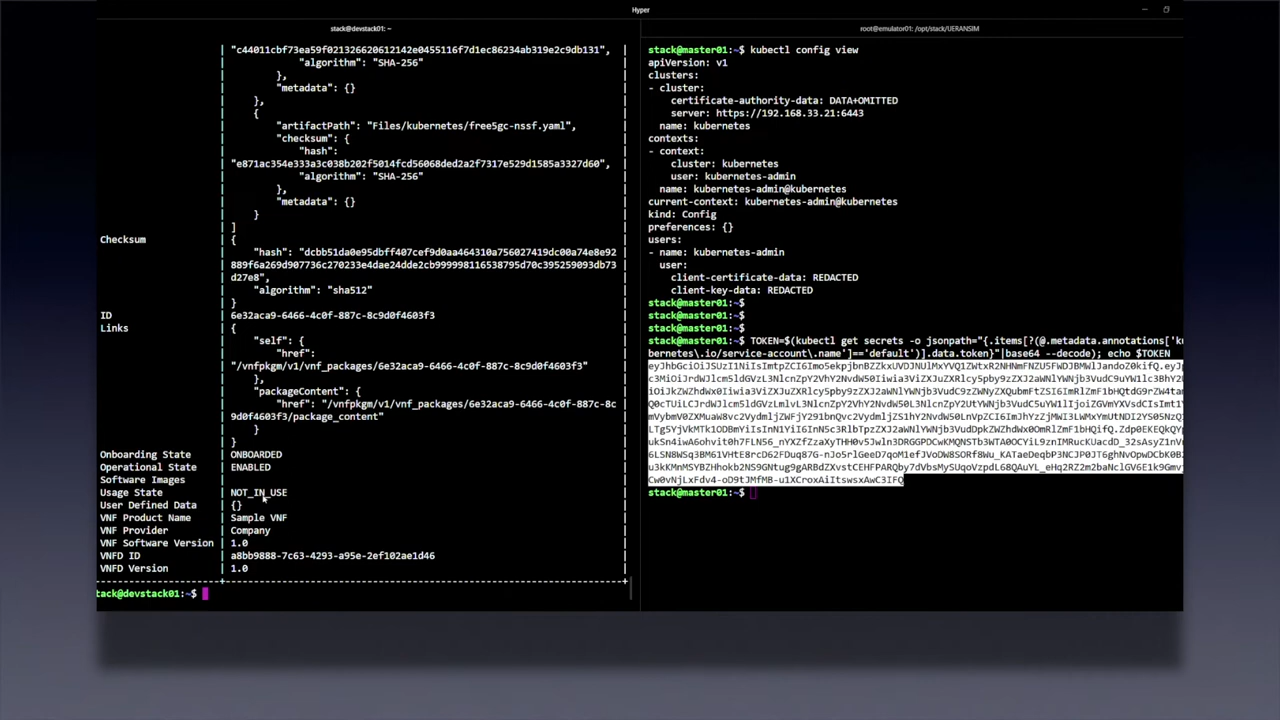 Hyper
stack@devstack01: ~
"c44011cbf73ea59f021326620612142e0455116f7d1ec86234ab319e2c9db131",
"algorithm": "SHA-256"
},
"metadata": {}
},
{
"artifactPath": "Files/kubernetes/free5gc-nssf.yaml",
"checksum": {
"hash":
"e871ac354e333a3c038b202f5014fcd56068ded2a2f7317e529d1585a3327d60",
"algorithm": "SHA-256"
},
"metadata": {}
}
]
Checksum | {
"hash": "dcbb51da0e95dbff407cef9d0aa464310a756027419dc00a74e8e92
889f6a269d907736c270233e4dae24dde2cb999998116538795d70c395259093db73
d27e8",
"algorithm": "sha512"
}
ID | 6e32aca9-6466-4c0f-887c-8c9d0f4603f3
Links | {
"self": {
"href":
"/vnfpkgm/v1/vnf_packages/6e32aca9-6466-4c0f-887c-8c9d0f4603f3"
},
"packageContent": {
"href": "/vnfpkgm/v1/vnf_packages/6e32aca9-6466-4c0f-887c-8c
9d0f4603f3/package_content"
}
}
Onboarding State | ONBOARDED
Operational State | ENABLED
Software Images |
Usage State | NOT_IN_USE
User Defined Data | {}
VNF Product Name | Sample VNF
VNF Provider | Company
VNF Software Version | 1.0
VNFD ID | a8bb9888-7c63-4293-a95e-2ef102ae1d46
VNFD Version | 1.0
tack@devstack01:~$
root@emulator01: /opt/stack/UERANSIM
stack@master01:~$ kubectl config view
apiVersion: v1
clusters:
- cluster:
certificate-authority-data: DATA+OMITTED
server: https://192.168.33.21:6443
name: kubernetes
contexts:
- context:
cluster: kubernetes
user: kubernetes-admin
name: kubernetes-admin@kubernetes
current-context: kubernetes-admin@kubernetes
kind: Config
preferences: {}
users:
- name: kubernetes-admin
user:
client-certificate-data: REDACTED
client-key-data: REDACTED
stack@master01:~$
stack@master01:~$
stack@master01:~$
stack@master01:~$ TOKEN=$(kubectl get secrets -o jsonpath="{.items[?(@.metadata.annotations['ku
bernetes\.io/service-account\.name']=='default')].data.token}"|base64 --decode); echo $TOKEN
stack@master01:~$